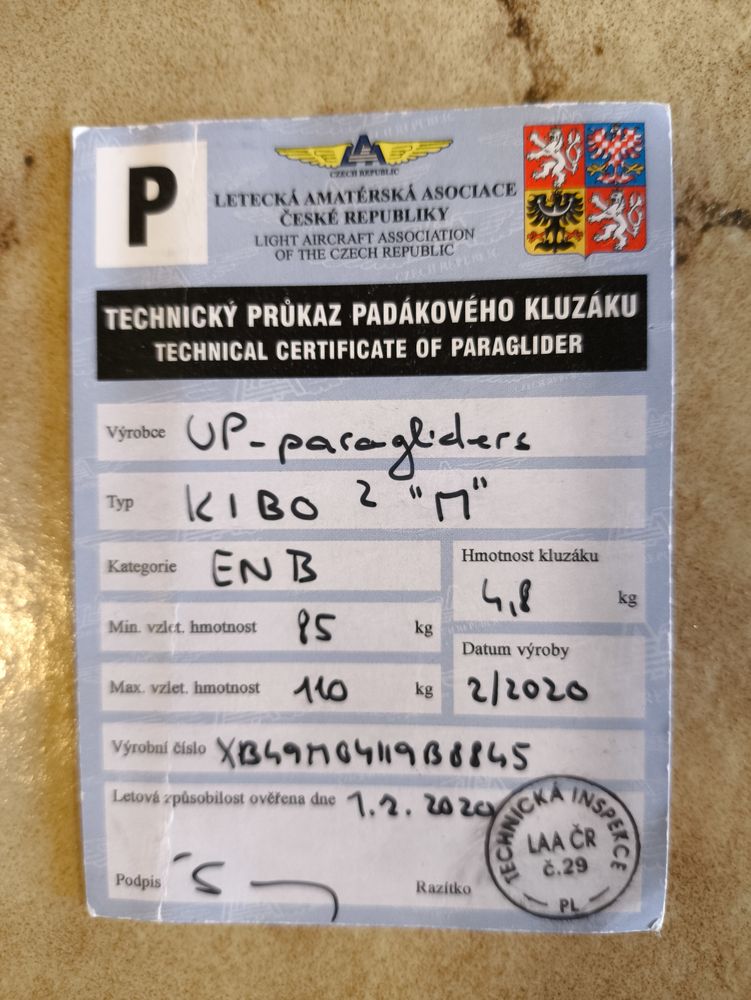 P
CZECH REPUBLIC
LETECKÁ AMATÉRSKÁ ASOCIACE
ČESKÉ REPUBLIKY
LIGHT AIRCRAFT ASSOCIATION
OF THE CZECH REPUBLIC
TECHNICKÝ PRŮKAZ PADÁKOVÉHO KLUZÁKU
TECHNICAL CERTIFICATE OF PARAGLIDER
Výrobce UP-paragliders
Typ KIBO 2 "M"
Kategorie EN B
Hmotnost kluzáku
4,8 kg
Min. vzlet. hmotnost 85 kg
Datum výroby
2/2020
Max. vzlet. hmotnost 110 kg
Výrobní číslo XB49M04119B8845
Letová způsobilost ověřena dne 1.2.2020
Podpis
Razítko
TECHNICKÁ INSPEKCE
LAA ČR
č.29
PL